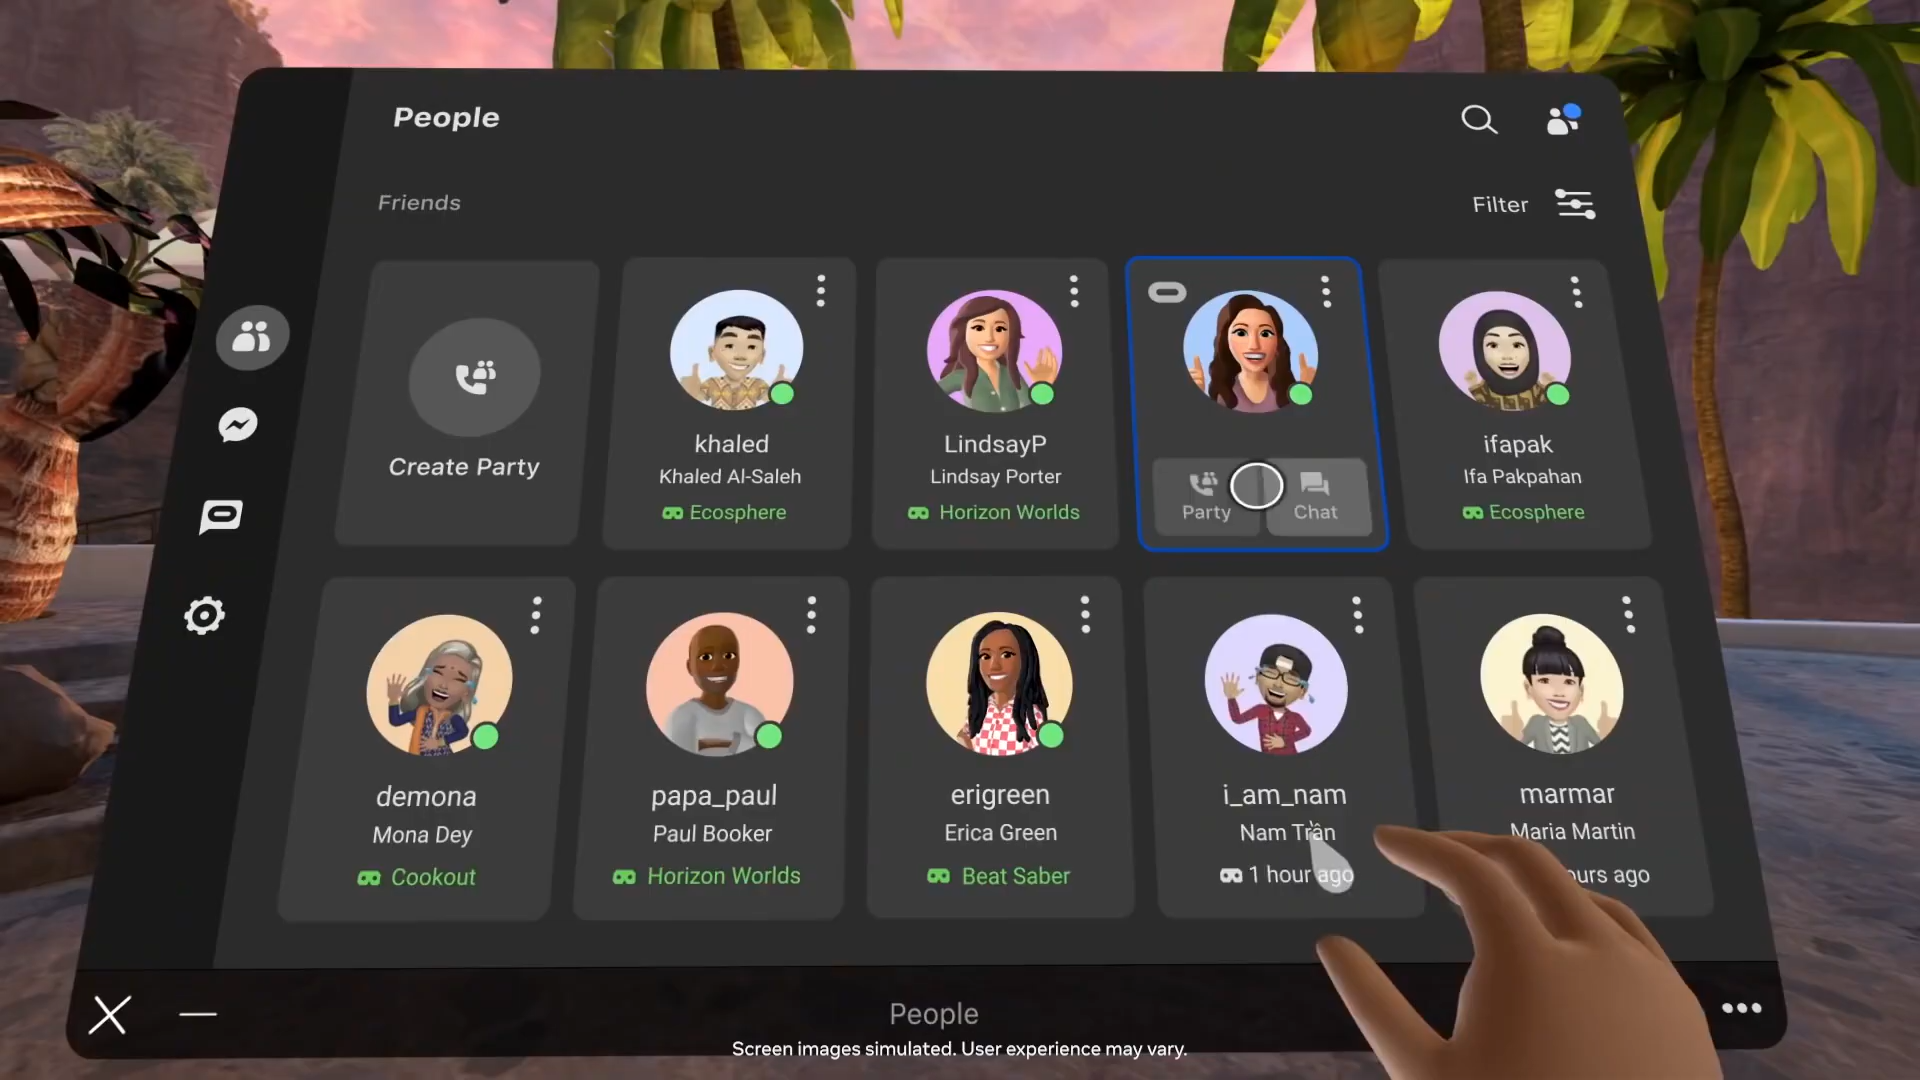 People
Friends
Filter
Create Party
khaled
Khaled Al-Saleh
Ecosphere
LindsayP
Lindsay Porter
Horizon Worlds
Party
Chat
ifapak
Ifa Pakpahan
Ecosphere
demona
Mona Dey
Cookout
papa_paul
Paul Booker
Horizon Worlds
erigreen
Erica Green
Beat Saber
i_am_nam
Nam Trần
1 hour ago
marmar
Maria Martin
ago
People
Screen images simulated. User experience may vary.